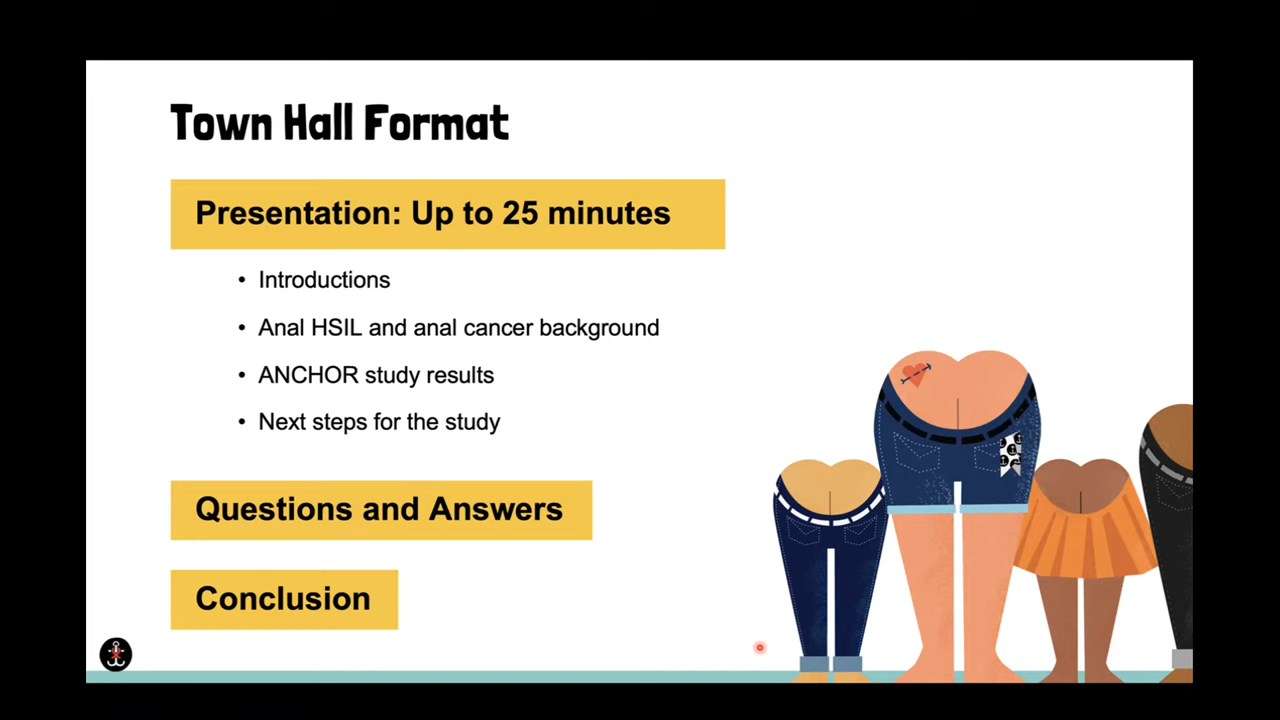 Town Hall Format
Presentation: Up to 25 minutes
• Introductions
• Anal HSIL and anal cancer background
• ANCHOR study results
• Next steps for the study
Questions and Answers
Conclusion